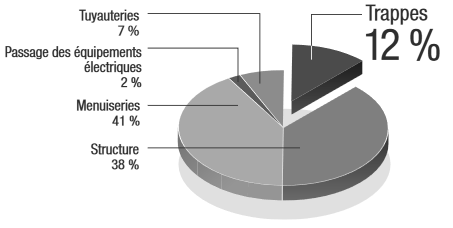 Tuyauteries
7 %
Passage des équipements
électriques
2 %
Menuiseries
41 %
Structure
38 %
Trappes
12 %